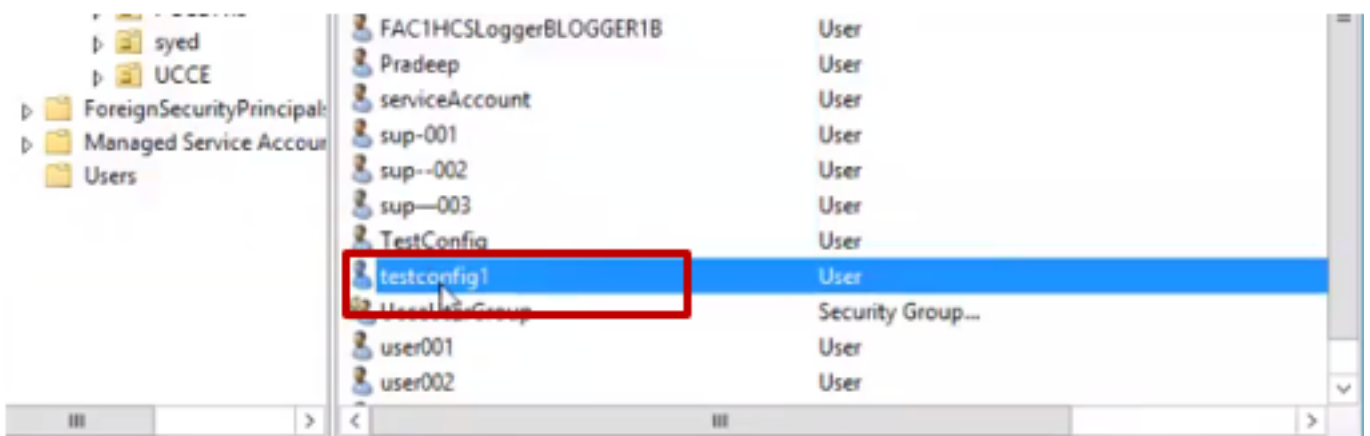 syed
UCCE
ForeignSecurityPrincipals
Managed Service Accour
Users
FAC1HCSLoggerBLOGGER1B User
Pradeep User
serviceAccount User
sup-001 User
sup--002 User
sup—003 User
TestConfig User
testconfig1 User
Security Group...
user001 User
user002 User